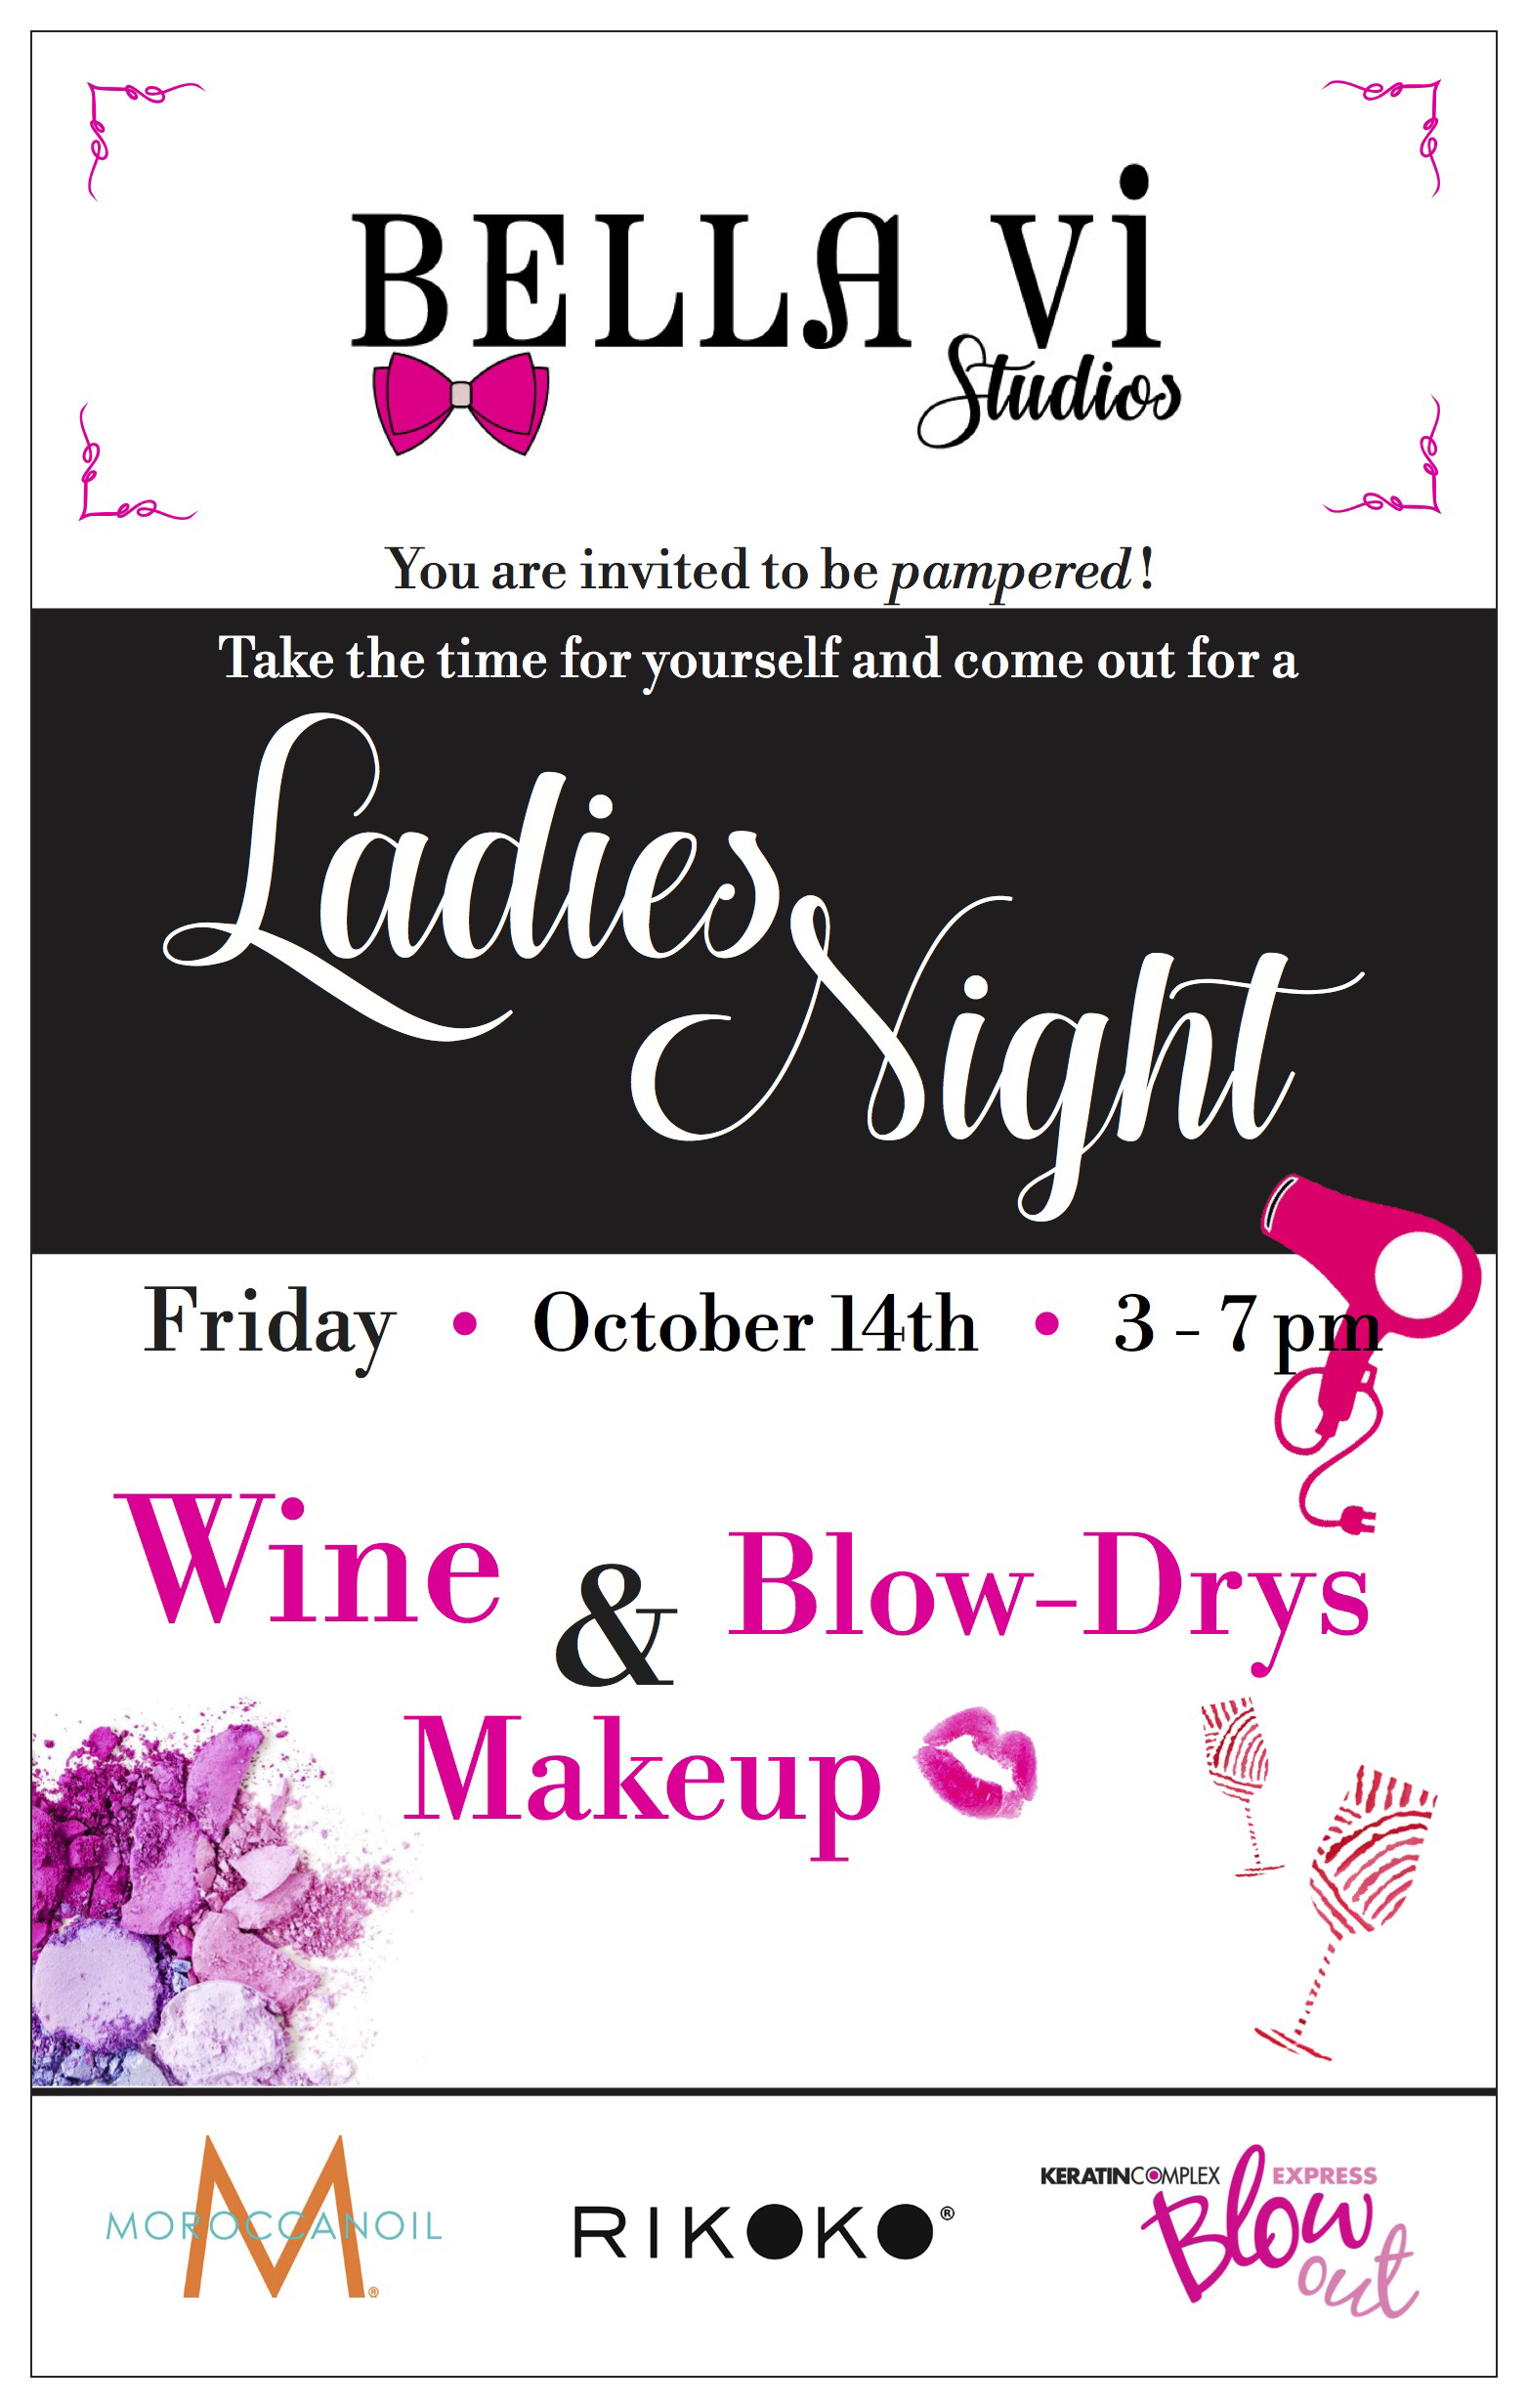 BELLA Vi
Studios
You are invited to be pampered!
Take the time for yourself and come out for a
Ladies
Night
Friday • October 14th • 3 - 7 pm
Wine & Blow-Drys
Makeup
MOROCCANOIL®
RIKOKO®
KERATINCOMPLEX EXPRESS
Blow
out